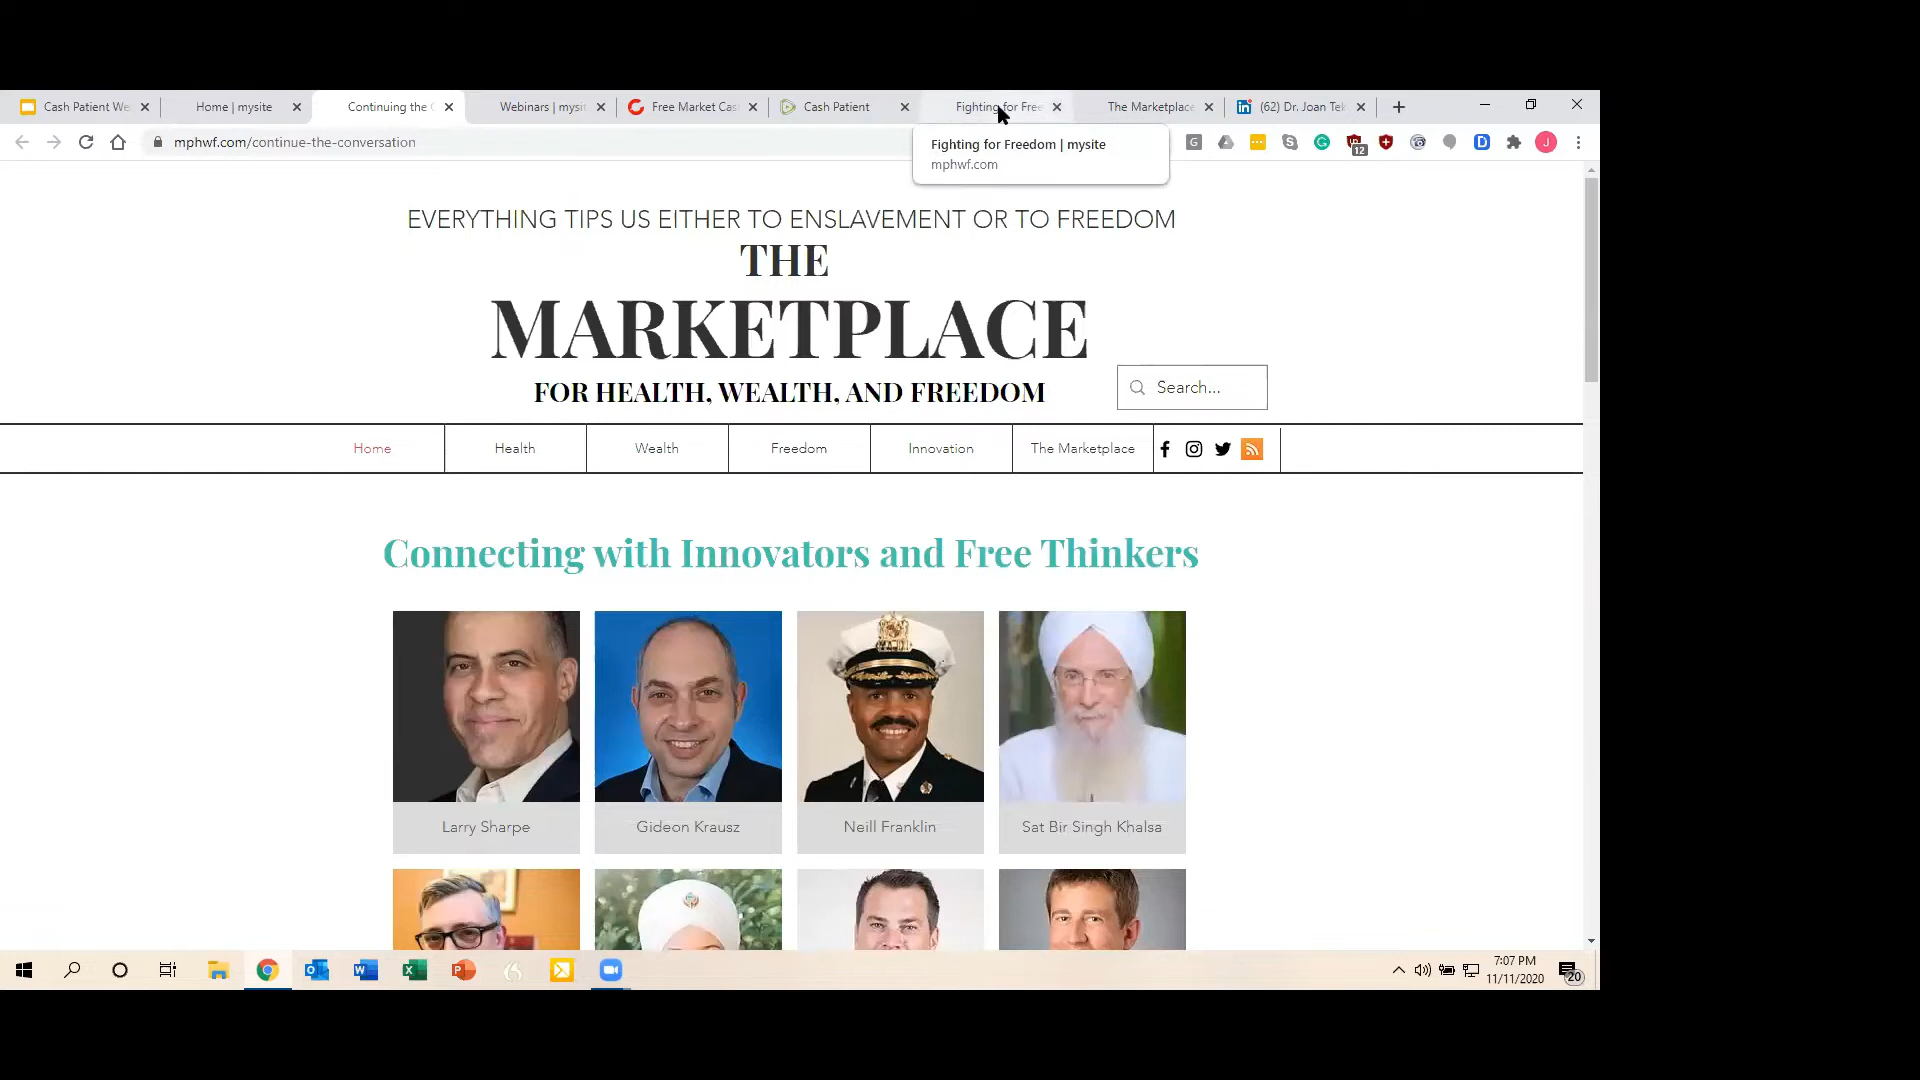 Cash Patient We
Home | mysite
Continuing the C
Webinars | mysit
Free Market Cas
Cash Patient
Fighting for Free
The Marketplace
(62) Dr. Joan Tek
mphwf.com/continue-the-conversation
12
J
Fighting for Freedom | mysite
mphwf.com
EVERYTHING TIPS US EITHER TO ENSLAVEMENT OR TO FREEDOM
THE
MARKETPLACE
FOR HEALTH, WEALTH, AND FREEDOM
Search...
Home
Health
Wealth
Freedom
Innovation
The Marketplace
Connecting with Innovators and Free Thinkers
Larry Sharpe
Gideon Krausz
Neill Franklin
Sat Bir Singh Khalsa
7:07 PM
11/11/2020
20